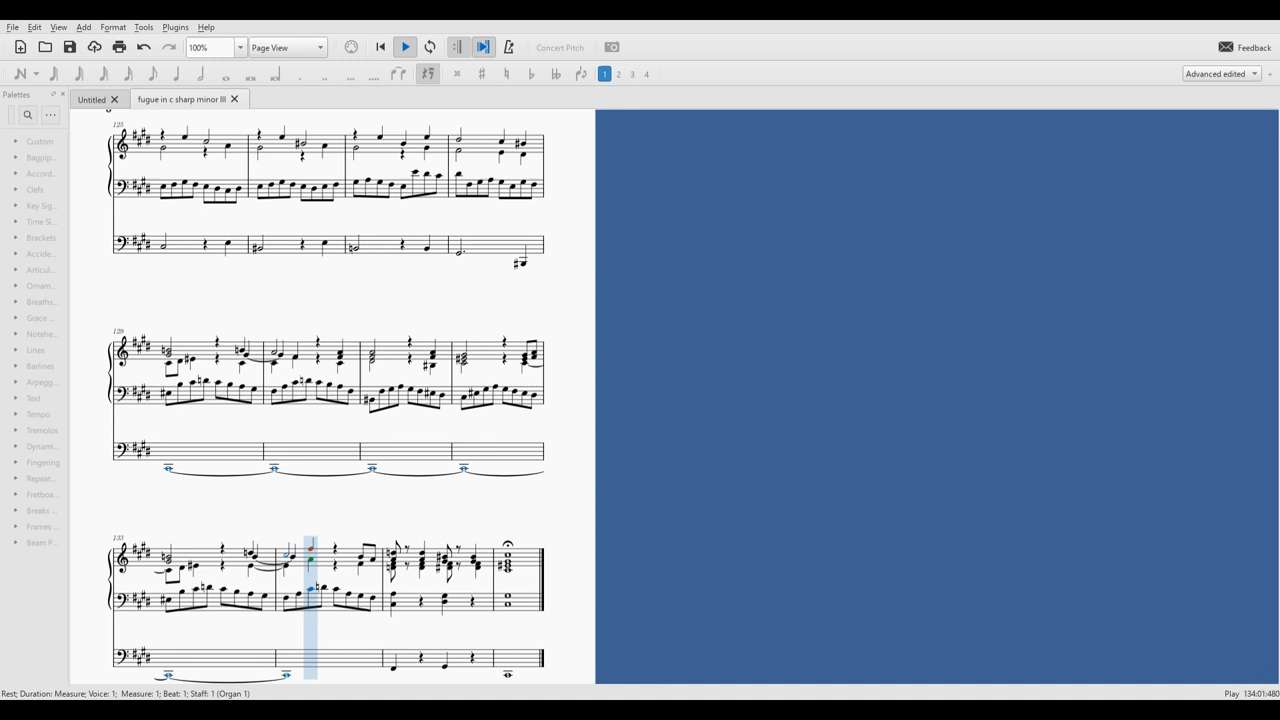 File Edit View Add Format Tools Plugins Help
100% Page View Concert Pitch Feedback
1 2 3 4 Advanced edited
Palettes
Untitled fugue in c sharp minor III
Custom
Bagpip...
Accord...
Clefs
Key Sig...
Time Si...
Brackets
Accide...
Articul...
Ornam...
Breaths...
Grace ...
Notehe...
Lines
Barlines
Arpegg...
Text
Tempo
Tremolos
Dynami...
Fingering
Repeat...
Fretboa...
Breaks ...
Frames ...
Beam P...
125
129
133
Rest; Duration: Measure; Voice: 1; Measure: 1; Beat: 1; Staff: 1 (Organ 1) Play 134:01:480